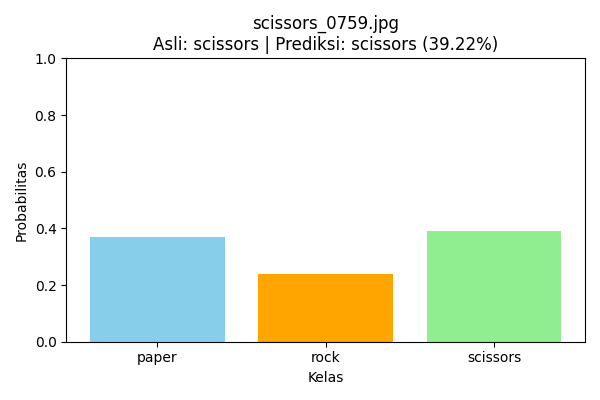 scissors_0759.jpg
Asli: scissors | Prediksi: scissors (39.22%)
Probabilitas
1.0
0.8
0.6
0.4
0.2
0.0
paper
rock
scissors
Kelas